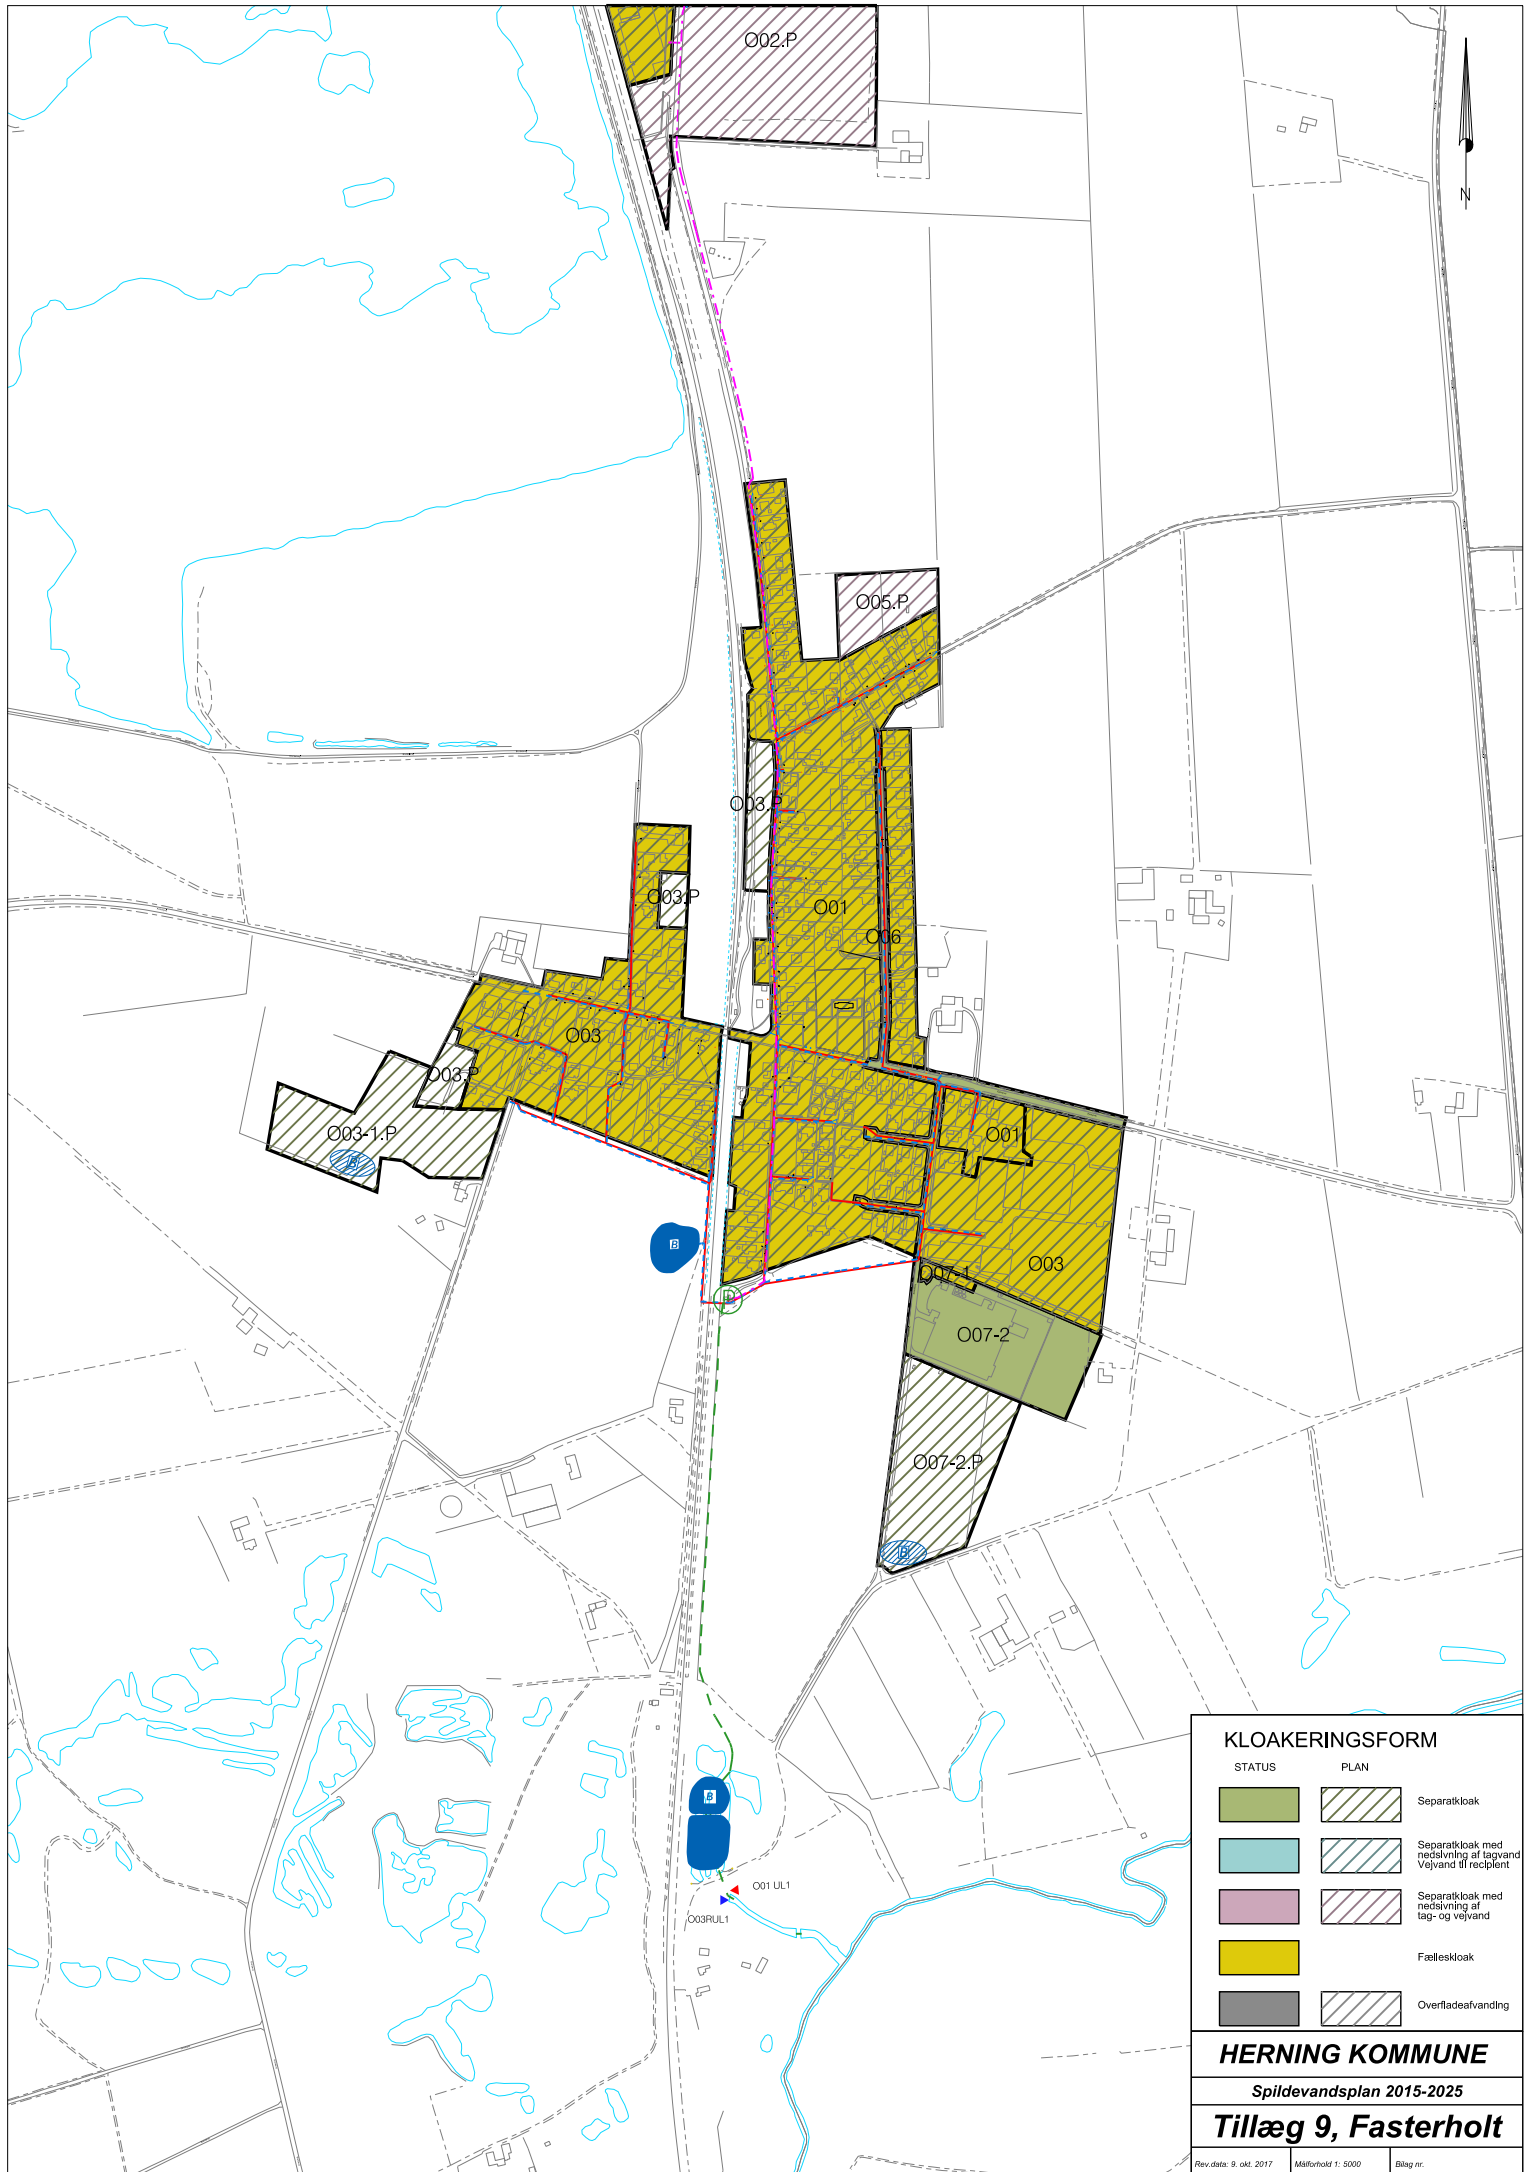 O02.P
N
O05.P
O03.P
O03.P
O01
O06
O03
O03.P
O01
O03-1.P
B
B
O03
O07-1
P
O07-2
O07-2.P
B
B
O01 UL1
O03RUL1
KLOAKERINGSFORM
STATUS PLAN
Separatkloak
Separatkloak med
nedsivning af tagvand
Vejvand til recipient
Separatkloak med
nedsivning af
tag- og vejvand
Fælleskloak
Overfladeafvanding
HERNING KOMMUNE
Spildevandsplan 2015-2025
Tillæg 9, Fasterholt
Rev.data: 9. okt. 2017 Målforhold 1: 5000 Bilag nr.